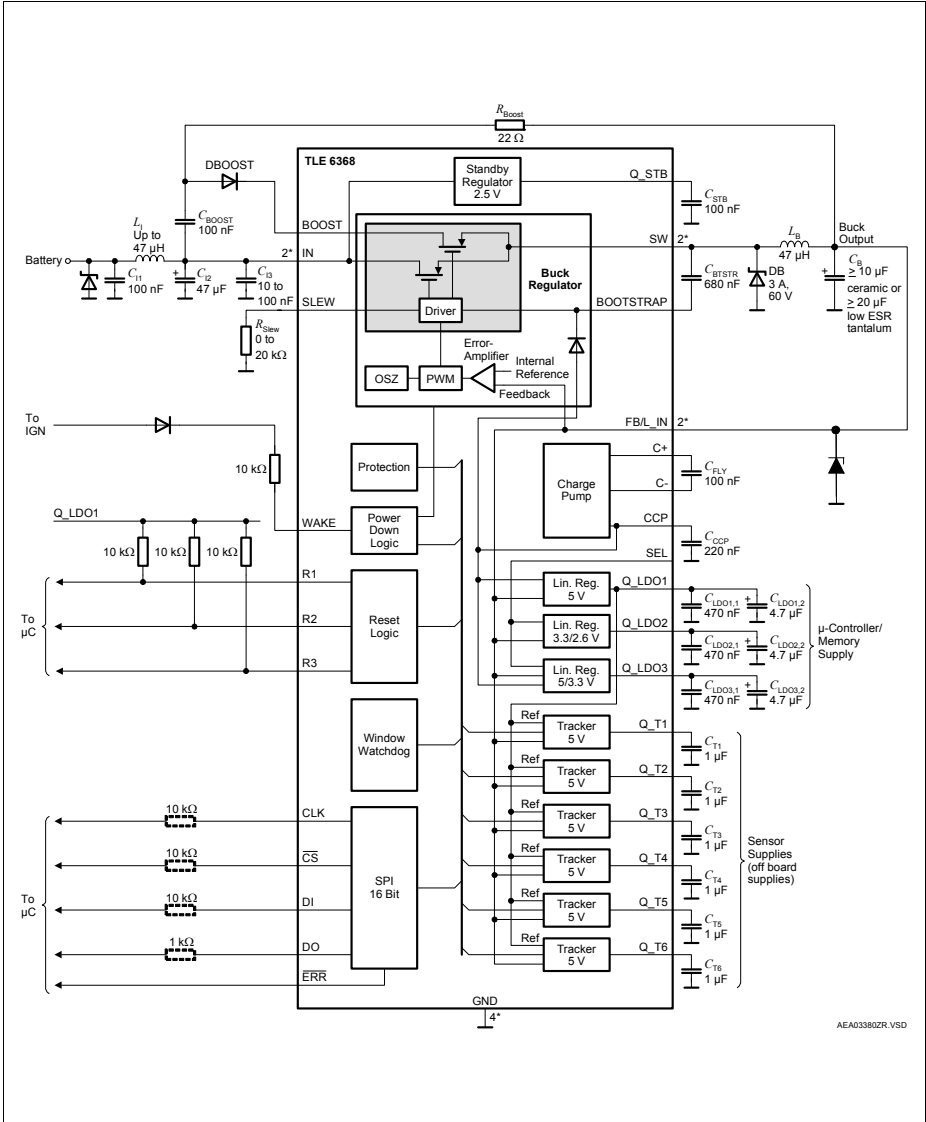 R_Boost
22 Ω
TLE 6368
DBOOST
Standby
Regulator
2.5 V
Q_STB
C_STB
100 nF
C_BOOST
100 nF
BOOST
L_I
Up to
47 µH
Battery
2*
IN
SW
2*
L_B
47 µH
Buck
Output
C_I1
100 nF
+
C_I2
47 µF
C_I3
10 to
100 nF
Buck
Regulator
C_BTSTR
680 nF
DB
3 A,
60 V
+
C_B
≥ 10 µF
ceramic or
≥ 20 µF
low ESR
tantalum
SLEW
Driver
BOOTSTRAP
R_Slew
0 to
20 kΩ
Error-
Amplifier
Internal
Reference
OSZ
PWM
Feedback
To
IGN
FB/L_IN
2*
10 kΩ
Protection
Charge
Pump
C+
C-
C_FLY
100 nF
Q_LDO1
WAKE
Power
Down
Logic
CCP
C_CCP
220 nF
10 kΩ
10 kΩ
10 kΩ
SEL
R1
Lin. Reg.
5 V
Q_LDO1
C_LDO1,1
470 nF
+
C_LDO1,2
4.7 µF
To
µC
R2
Reset
Logic
Lin. Reg.
3.3/2.6 V
Q_LDO2
C_LDO2,1
470 nF
+
C_LDO2,2
4.7 µF
µ-Controller/
Memory
Supply
R3
Lin. Reg.
5/3.3 V
Q_LDO3
C_LDO3,1
470 nF
+
C_LDO3,2
4.7 µF
Window
Watchdog
Ref
Tracker
5 V
Q_T1
C_T1
1 µF
Ref
Tracker
5 V
Q_T2
C_T2
1 µF
10 kΩ
CLK
Ref
Tracker
5 V
Q_T3
C_T3
1 µF
Sensor
Supplies
(off board
supplies)
10 kΩ
C̅S̅
SPI
16 Bit
Ref
Tracker
5 V
Q_T4
C_T4
1 µF
To
µC
10 kΩ
DI
Ref
Tracker
5 V
Q_T5
C_T5
1 µF
1 kΩ
DO
Ref
Tracker
5 V
Q_T6
C_T6
1 µF
E̅R̅R̅
GND
4*
AEA03380ZR.VSD